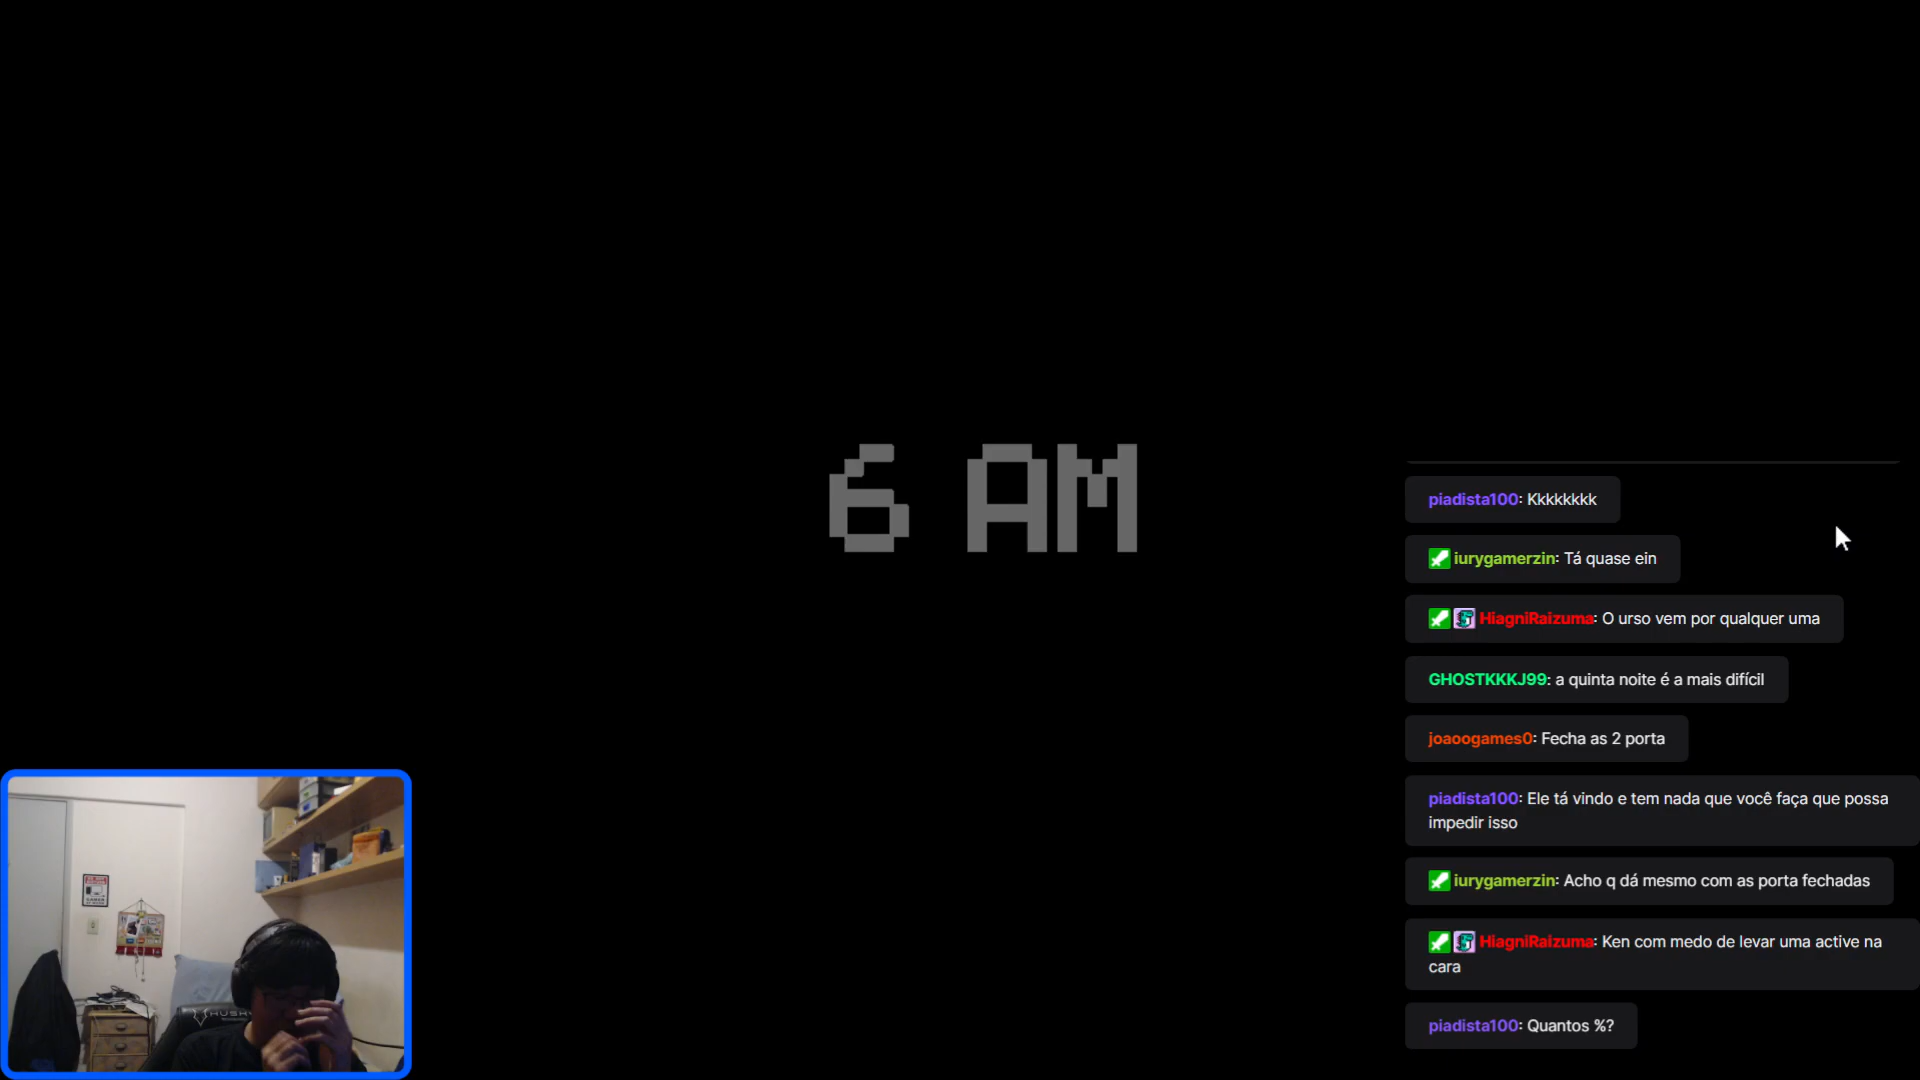 6 AM
piadista100: Kkkkkkkk
iurygamerzin: Tá quase ein
HiagniRaizuma: O urso vem por qualquer uma
GHOSTKKKJ99: a quinta noite é a mais difícil
joaoogames0: Fecha as 2 porta
piadista100: Ele tá vindo e tem nada que você faça que possa
impedir isso
iurygamerzin: Acho q dá mesmo com as porta fechadas
HiagniRaizuma: Ken com medo de levar uma active na
cara
piadista100: Quantos %?